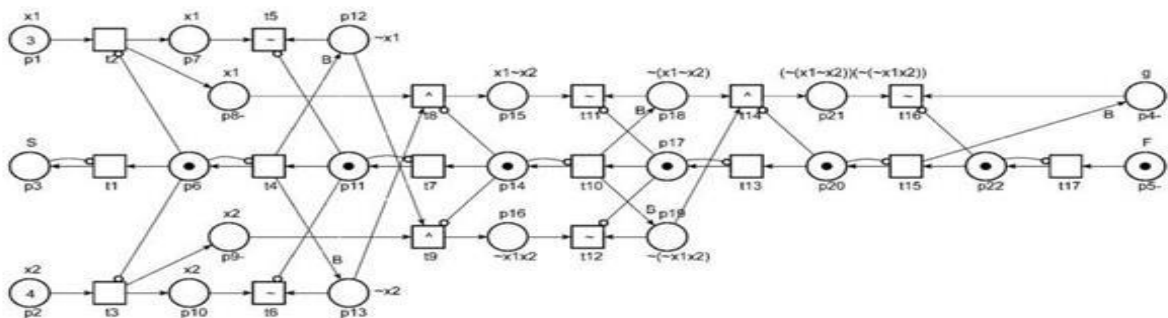 x1 x1 t5 p12
3 ~ ~x1
p1 t2 p7 B
x1 x1~x2 ~(x1~x2) (~(x1~x2))(~(~x1x2)) g
^ ~ ^ ~
p8- t8 p15 t11 B p18 t14 p21 t16 B p4-
S p17 F
p3 t1 p6 t4 p11 t7 p14 t10 t13 p20 t15 p22 t17 p5-
x2 p16 S p19
^ ~
p9- t9 ~x1x2 t12 ~(~x1x2)
x2 x2 B
4 ~ ~x2
p2 t3 p10 t6 p13